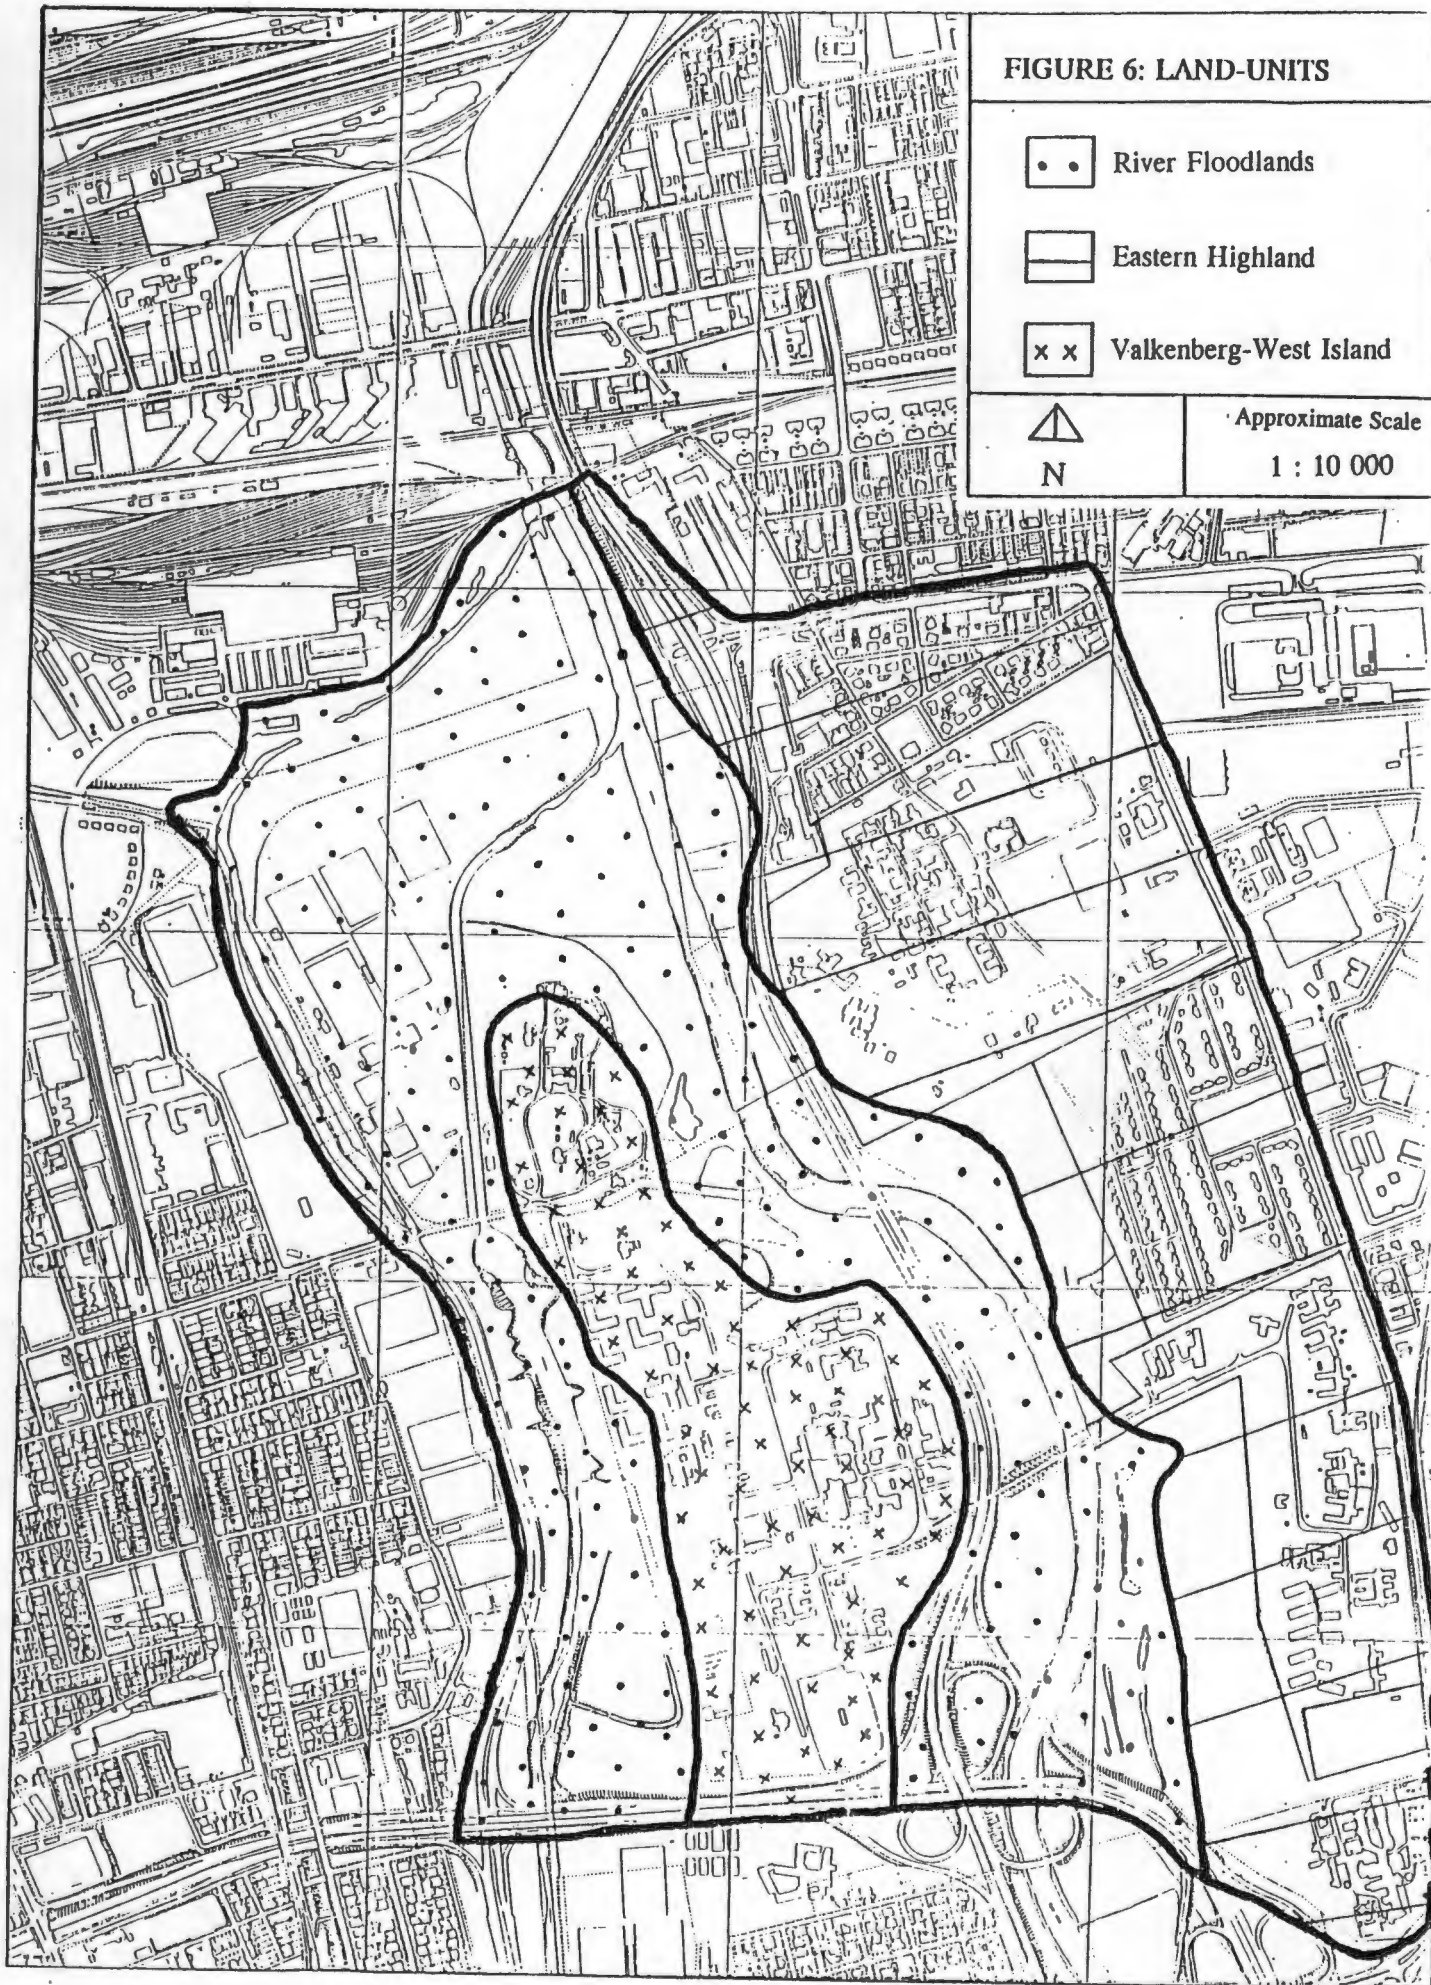 FIGURE 6: LAND-UNITS
River Floodlands
Eastern Highland
x x Valkenberg-West Island
N
Approximate Scale
1 : 10 000